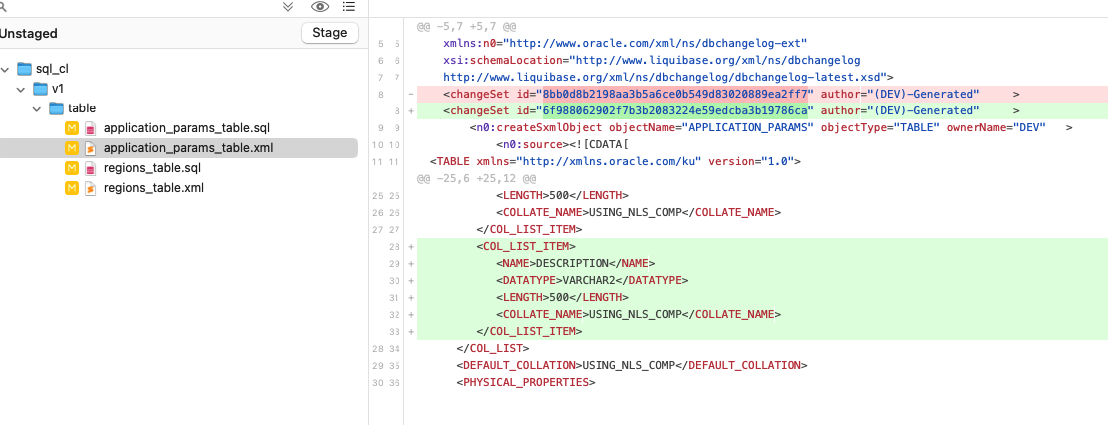 Unstaged
Stage
sql_cl
v1
table
M application_params_table.sql
M application_params_table.xml
M regions_table.sql
M regions_table.xml
@@ -5,7 +5,7 @@
5 5 xmlns:n0="http://www.oracle.com/xml/ns/dbchangelog-ext"
6 6 xsi:schemaLocation="http://www.liquibase.org/xml/ns/dbchangelog
7 7 http://www.liquibase.org/xml/ns/dbchangelog/dbchangelog-latest.xsd">
8 - <changeSet id="8bb0d8b2198aa3b5a6ce0b549d83020889ea2ff7" author="(DEV)-Generated" >
8 + <changeSet id="6f988062902f7b3b2083224e59edcba3b19786ca" author="(DEV)-Generated" >
9 9 <n0:createSxmlObject objectName="APPLICATION_PARAMS" objectType="TABLE" ownerName="DEV" >
10 10 <n0:source><![CDATA[
11 11 <TABLE xmlns="http://xmlns.oracle.com/ku" version="1.0">
@@ -25,6 +25,12 @@
25 25 <LENGTH>500</LENGTH>
26 26 <COLLATE_NAME>USING_NLS_COMP</COLLATE_NAME>
27 27 </COL_LIST_ITEM>
28 + <COL_LIST_ITEM>
29 + <NAME>DESCRIPTION</NAME>
30 + <DATATYPE>VARCHAR2</DATATYPE>
31 + <LENGTH>500</LENGTH>
32 + <COLLATE_NAME>USING_NLS_COMP</COLLATE_NAME>
33 + </COL_LIST_ITEM>
28 34 </COL_LIST>
29 35 <DEFAULT_COLLATION>USING_NLS_COMP</DEFAULT_COLLATION>
30 36 <PHYSICAL_PROPERTIES>